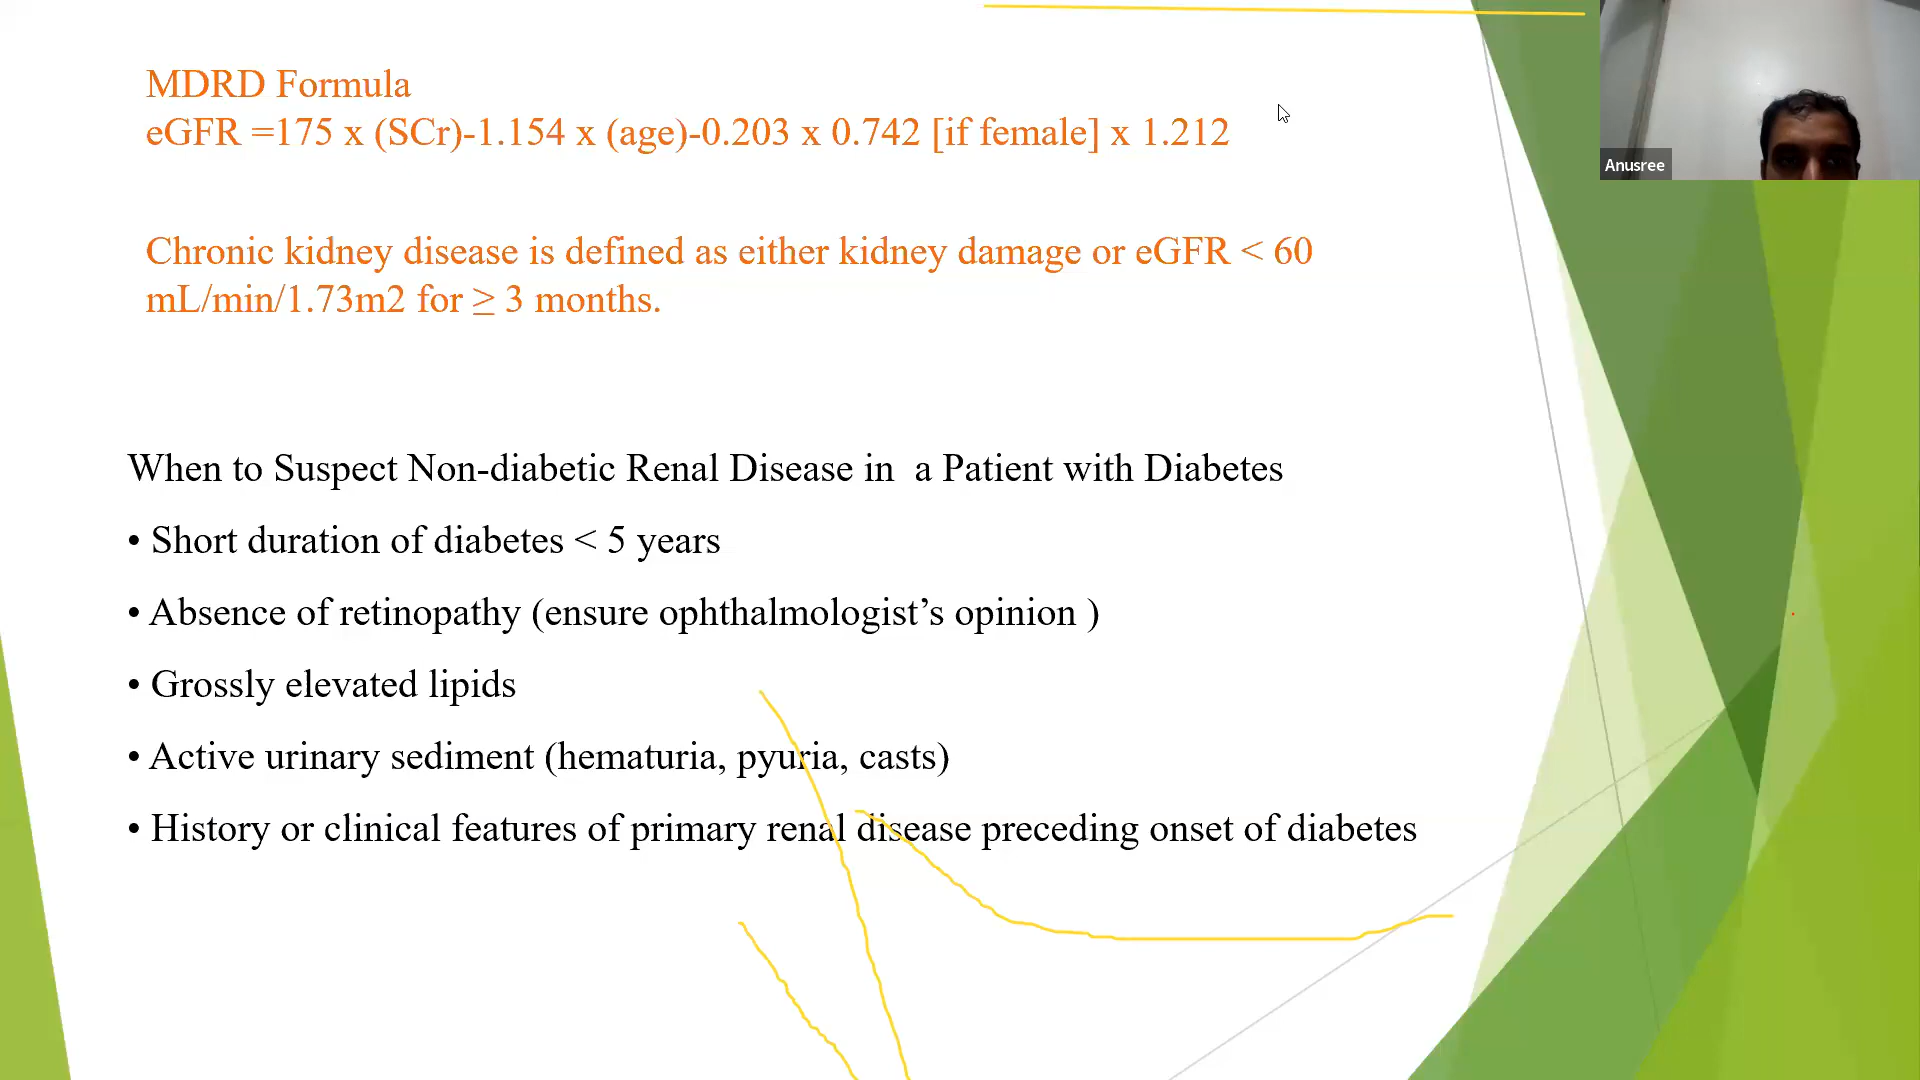 MDRD Formula
eGFR =175 x (SCr)-1.154 x (age)-0.203 x 0.742 [if female] x 1.212
Anusree
Chronic kidney disease is defined as either kidney damage or eGFR < 60
mL/min/1.73m2 for ≥ 3 months.
When to Suspect Non-diabetic Renal Disease in  a Patient with Diabetes
• Short duration of diabetes < 5 years
• Absence of retinopathy (ensure ophthalmologist’s opinion )
• Grossly elevated lipids
• Active urinary sediment (hematuria, pyuria, casts)
• History or clinical features of primary renal disease preceding onset of diabetes